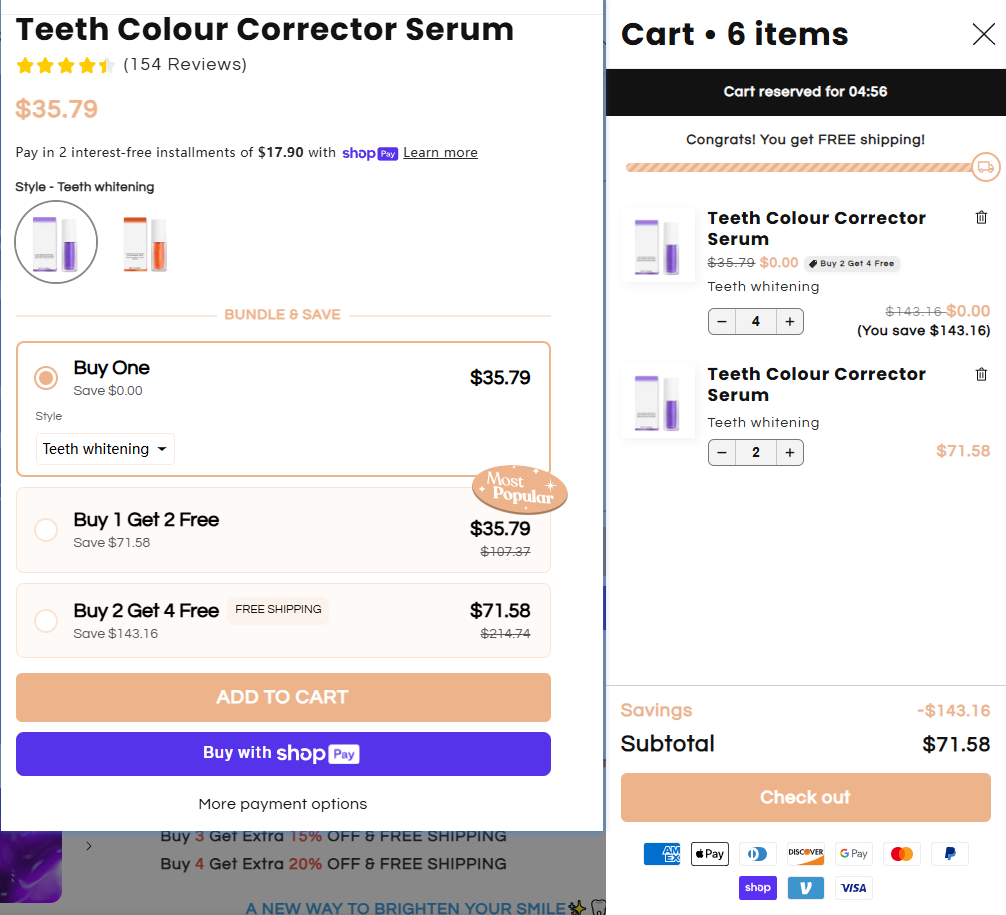 Teeth Colour Corrector Serum
(154 Reviews)
$35.79
Pay in 2 interest-free installments of $17.90 with shop Pay Learn more
Style - Teeth whitening
BUNDLE & SAVE
Buy One
Save $0.00
$35.79
Style
Teeth whitening
Most
Popular
Buy 1 Get 2 Free
Save $71.58
$35.79
$107.37
Buy 2 Get 4 Free FREE SHIPPING
Save $143.16
$71.58
$214.74
ADD TO CART
Buy with shop Pay
More payment options
Buy 3 Get Extra 15% OFF & FREE SHIPPING
Buy 4 Get Extra 20% OFF & FREE SHIPPING
A NEW WAY TO BRIGHTEN YOUR SMILE✨🦷
Cart • 6 items
Cart reserved for 04:56
Congrats! You get FREE shipping!
Teeth Colour Corrector
Serum
$35.79 $0.00 Buy 2 Get 4 Free
Teeth whitening
− 4 +
$143.16 $0.00
(You save $143.16)
Teeth Colour Corrector
Serum
Teeth whitening
− 2 +
$71.58
Savings -$143.16
Subtotal $71.58
Check out
AMEX Pay DISCOVER G Pay
shop V VISA